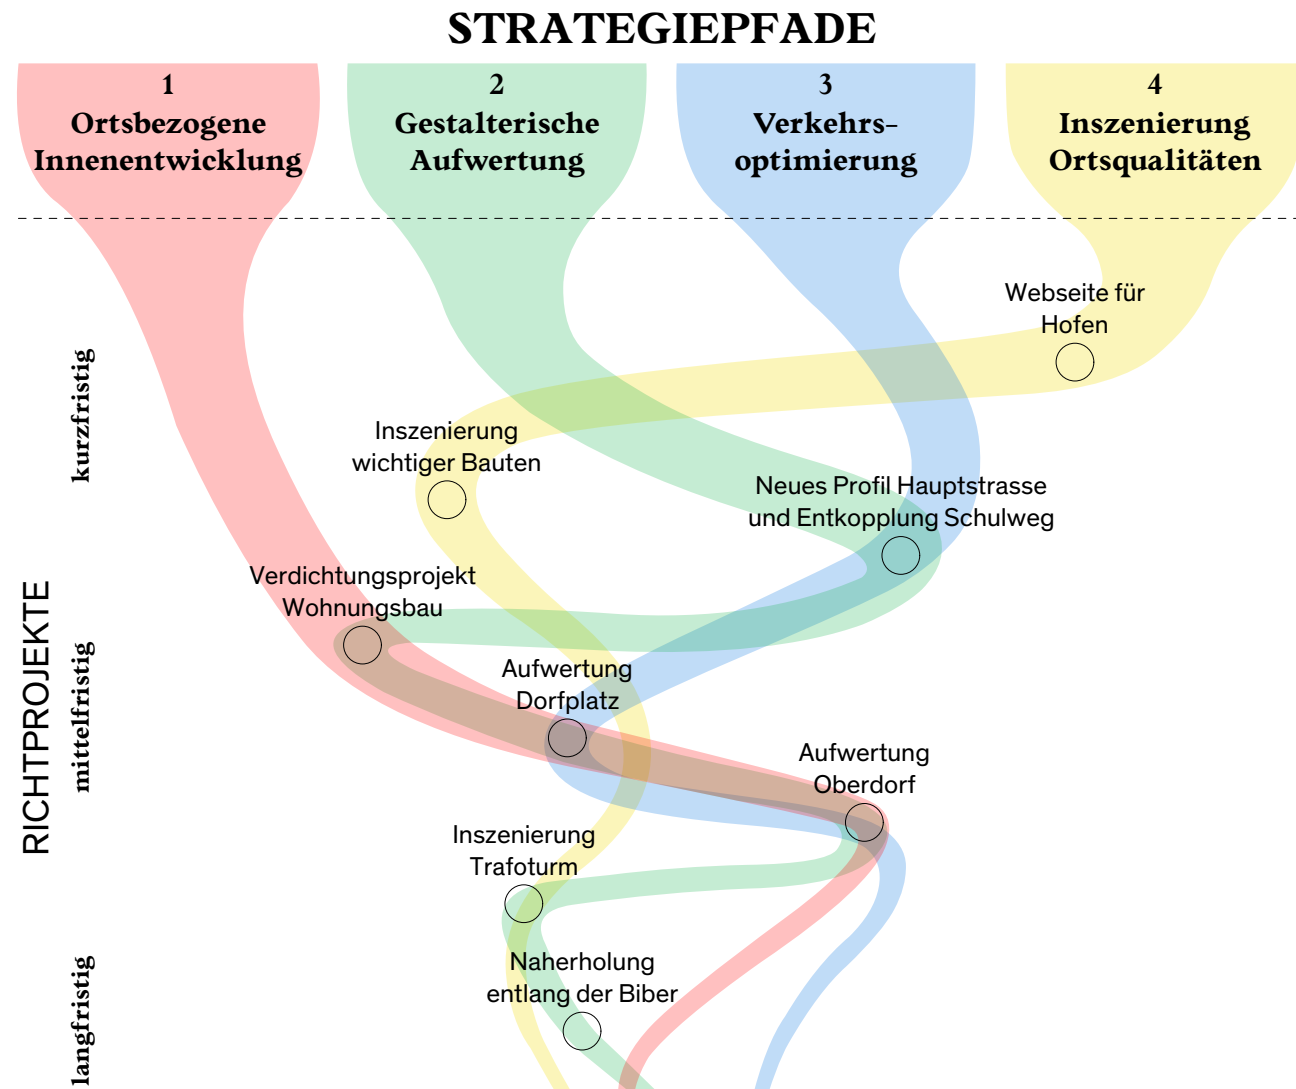 STRATEGIEPFADE
1
Ortsbezogene
Innenentwicklung
2
Gestalterische
Aufwertung
3
Verkehrs-
optimierung
4
Inszenierung
Ortsqualitäten
RICHTPROJEKTE
kurzfristig
Webseite für
Hofen
Inszenierung
wichtiger Bauten
Neues Profil Hauptstrasse
und Entkopplung Schulweg
mittelfristig
Verdichtungsprojekt
Wohnungsbau
Aufwertung
Dorfplatz
Aufwertung
Oberdorf
Inszenierung
Trafoturm
langfristig
Naherholung
entlang der Biber